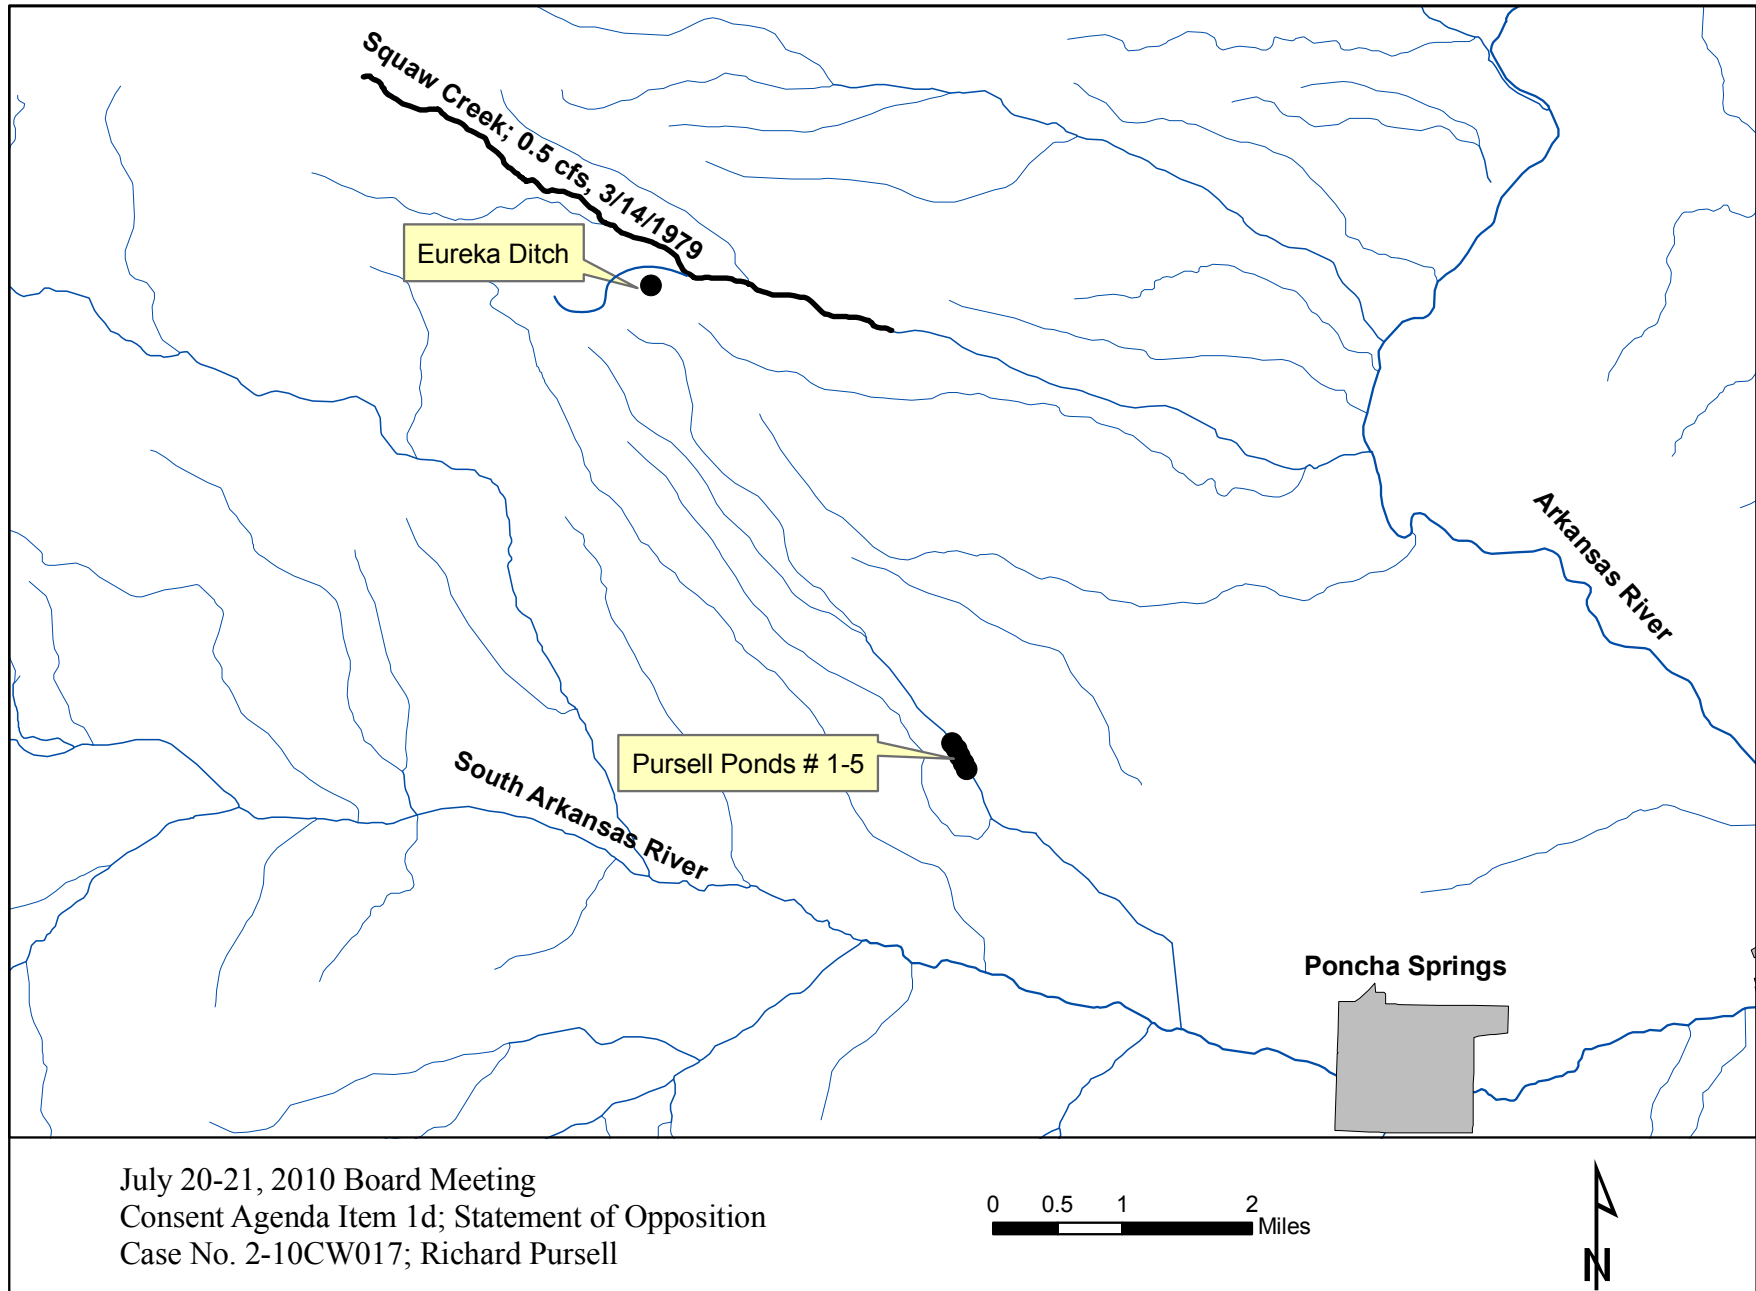 Squaw Creek; 0.5 cfs, 3/14/1979
Eureka Ditch
Arkansas River
Pursell Ponds # 1-5
South Arkansas River
Poncha Springs
July 20-21, 2010 Board Meeting
Consent Agenda Item 1d; Statement of Opposition
Case No. 2-10CW017; Richard Pursell
0 0.5 1 2
Miles
N